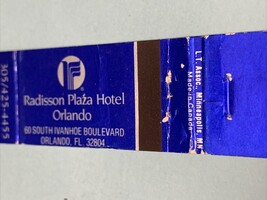 Radisson Plaza Hotel
Orlando
60 SOUTH IVANHOE BOULEVARD
ORLANDO, FL 32804
305/425-4455
L.T. Assoc., Minneapolis, MN
Made in Canada